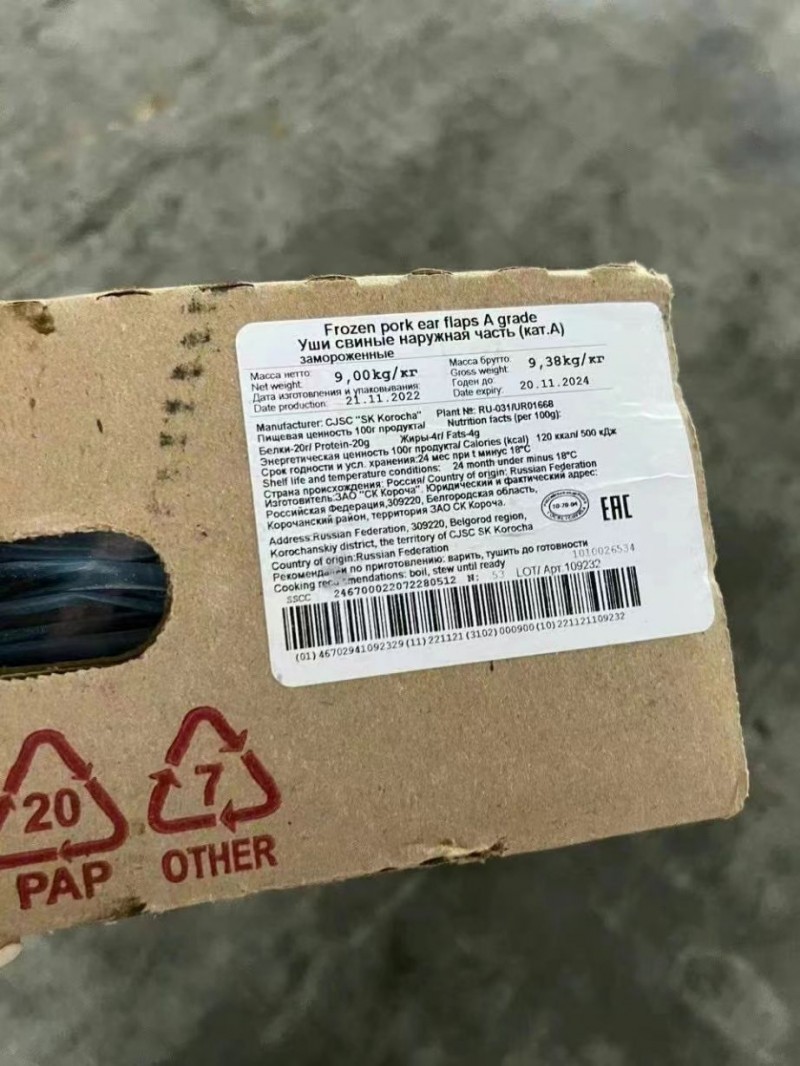 Frozen pork ear flaps A grade
Уши свиные наружная часть (кат.А)
замороженные
Масса нетто: 9,00kg/кг Масса брутто: 9,38kg/кг
Net weight: Gross weight:
Дата изготовления и упаковывания: Годен до:
Date production: 21.11.2022 Date expiry: 20.11.2024
Manufacturer: CJSC "SK Korocha" Plant №: RU-031/UR01668
Пищевая ценность 100г продукта/ Nutrition facts (per 100g):
Белки-20г/ Protein-20g Жиры-4г/ Fats-4g
Энергетическая ценность 100г продукта/ Calories (kcal) 120 ккал/ 500 кДж
Срок годности и усл. хранения:24 мес при t минус 18°С
Shelf life and temperature conditions: 24 month under minus 18°C
Страна происхождения: Россия/ Country of origin: Russian Federation
Изготовитель:ЗАО "СК Короча". Юридический и фактический адрес:
Российская Федерация,309220, Белгородская область,
Корочанский район, территория ЗАО СК Короча.
EAC
Address:Russian Federation, 309220, Belgorod region,
Korochanskiy district, the territory of CJSC SK Korocha
Country of origin:Russian Federation
по приготовлению: варить, тушить до готовности
1010026534
Cooking boil, stew until ready
SSCC 246700022072280512 №: 53 LOT/ Арт.109232
(01) 46702941092329 (11) 221121 (3102) 000900 (10) 221121109232
20
PAP
7
OTHER